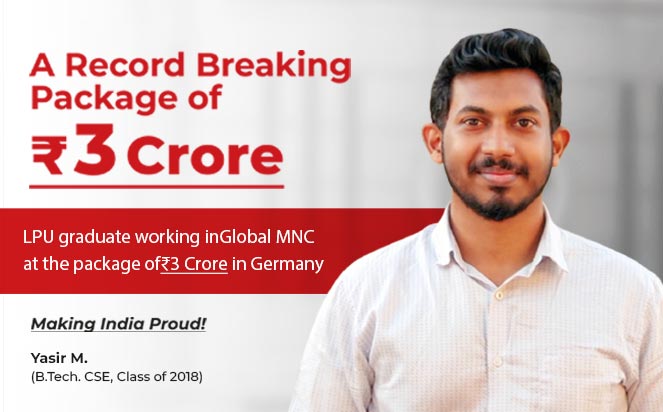 A Record Breaking
Package of
₹3 Crore
LPU graduate working inGlobal MNC
at the package of₹3 Crore in Germany
Making India Proud!
Yasir M.
(B.Tech. CSE, Class of 2018)